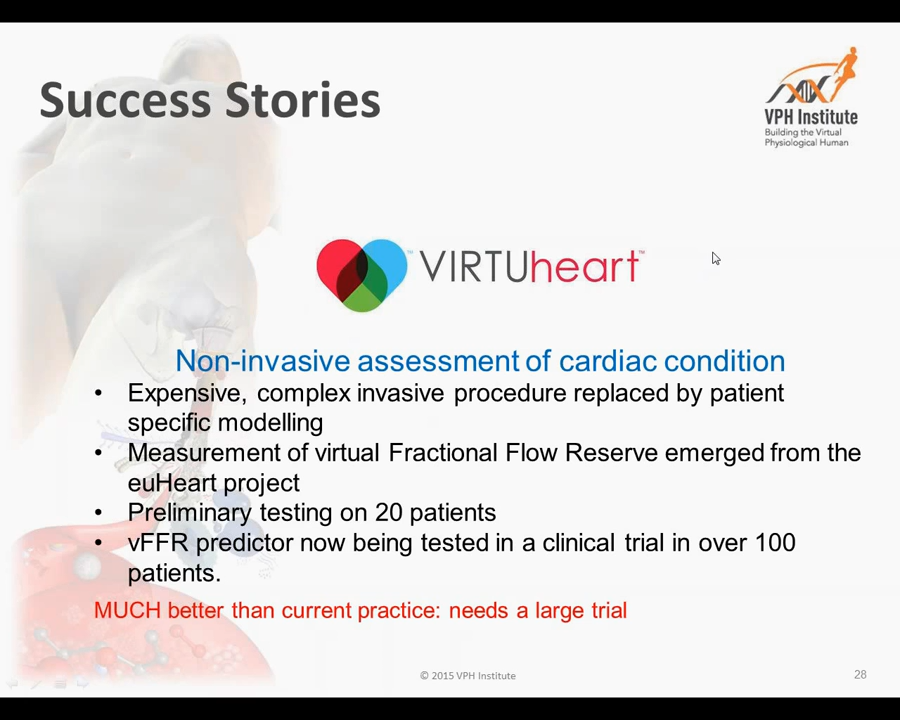 Success Stories
VPH Institute
Building the Virtual
Physiological Human
VIRTUheart™
Non-invasive assessment of cardiac condition
• Expensive, complex invasive procedure replaced by patient
specific modelling
• Measurement of virtual Fractional Flow Reserve emerged from the
euHeart project
• Preliminary testing on 20 patients
• vFFR predictor now being tested in a clinical trial in over 100
patients.
MUCH better than current practice: needs a large trial
© 2015 VPH Institute
28